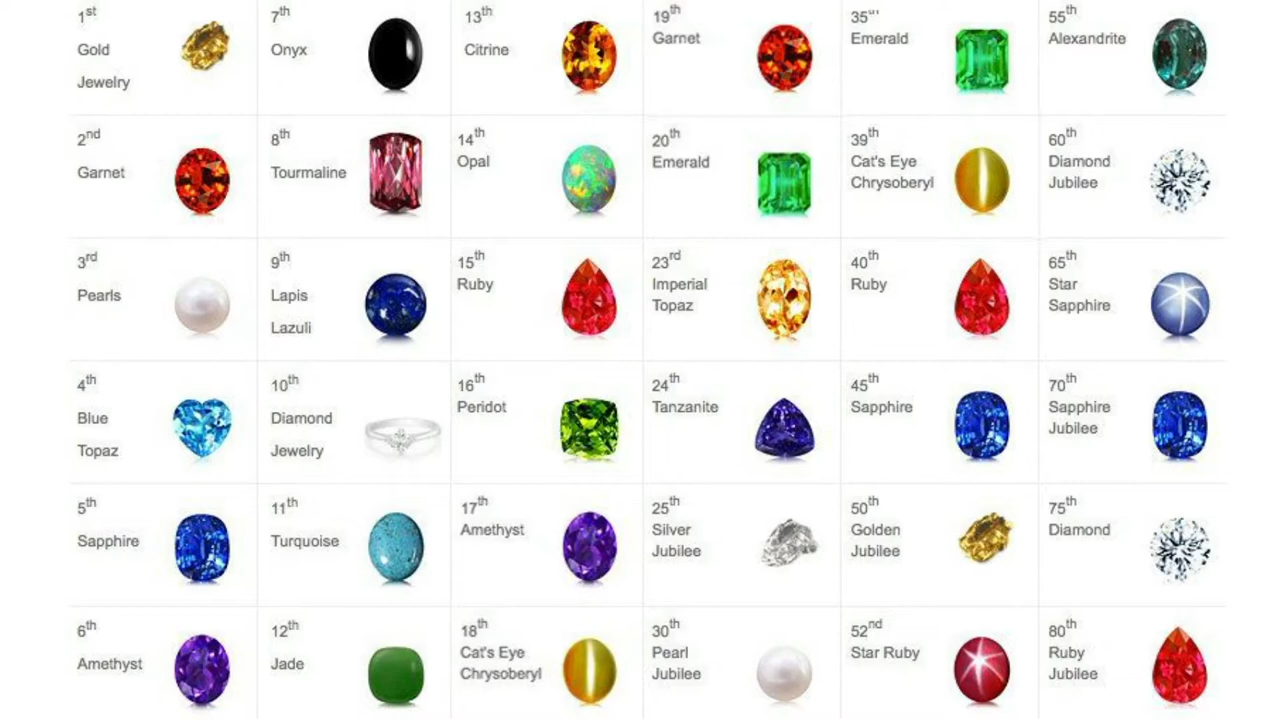 1st
Gold
Jewelry
2nd
Garnet
3rd
Pearls
4th
Blue
Topaz
5th
Sapphire
6th
Amethyst
7th
Onyx
8th
Tourmaline
9th
Lapis
Lazuli
10th
Diamond
Jewelry
11th
Turquoise
12th
Jade
13th
Citrine
14th
Opal
15th
Ruby
16th
Peridot
17th
Amethyst
18th
Cat's Eye
Chrysoberyl
19th
Garnet
20th
Emerald
23rd
Imperial
Topaz
24th
Tanzanite
25th
Silver
Jubilee
30th
Pearl
Jubilee
35th
Emerald
39th
Cat's Eye
Chrysoberyl
40th
Ruby
45th
Sapphire
50th
Golden
Jubilee
52nd
Star Ruby
55th
Alexandrite
60th
Diamond
Jubilee
65th
Star
Sapphire
70th
Sapphire
Jubilee
75th
Diamond
80th
Ruby
Jubilee